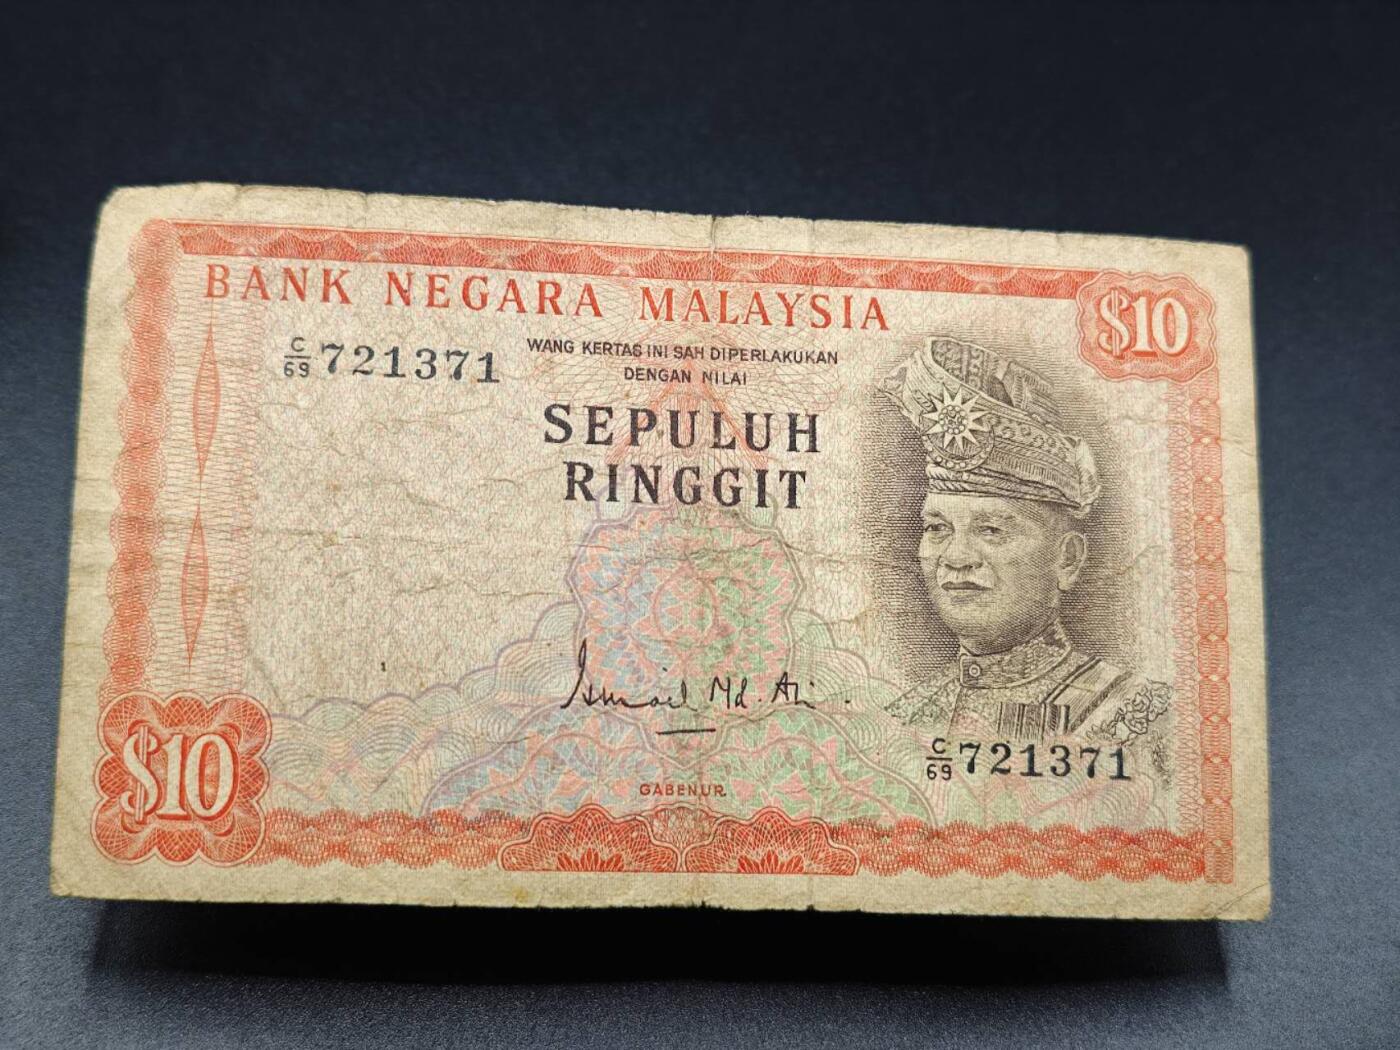 BANK NEGARA MALAYSIA
$10
C/69 721371
WANG KERTAS INI SAH DIPERLAKUKAN
DENGAN NILAI
SEPULUH
RINGGIT
Ismail Md. Ali.
C/69 721371
$10
GABENUR
1